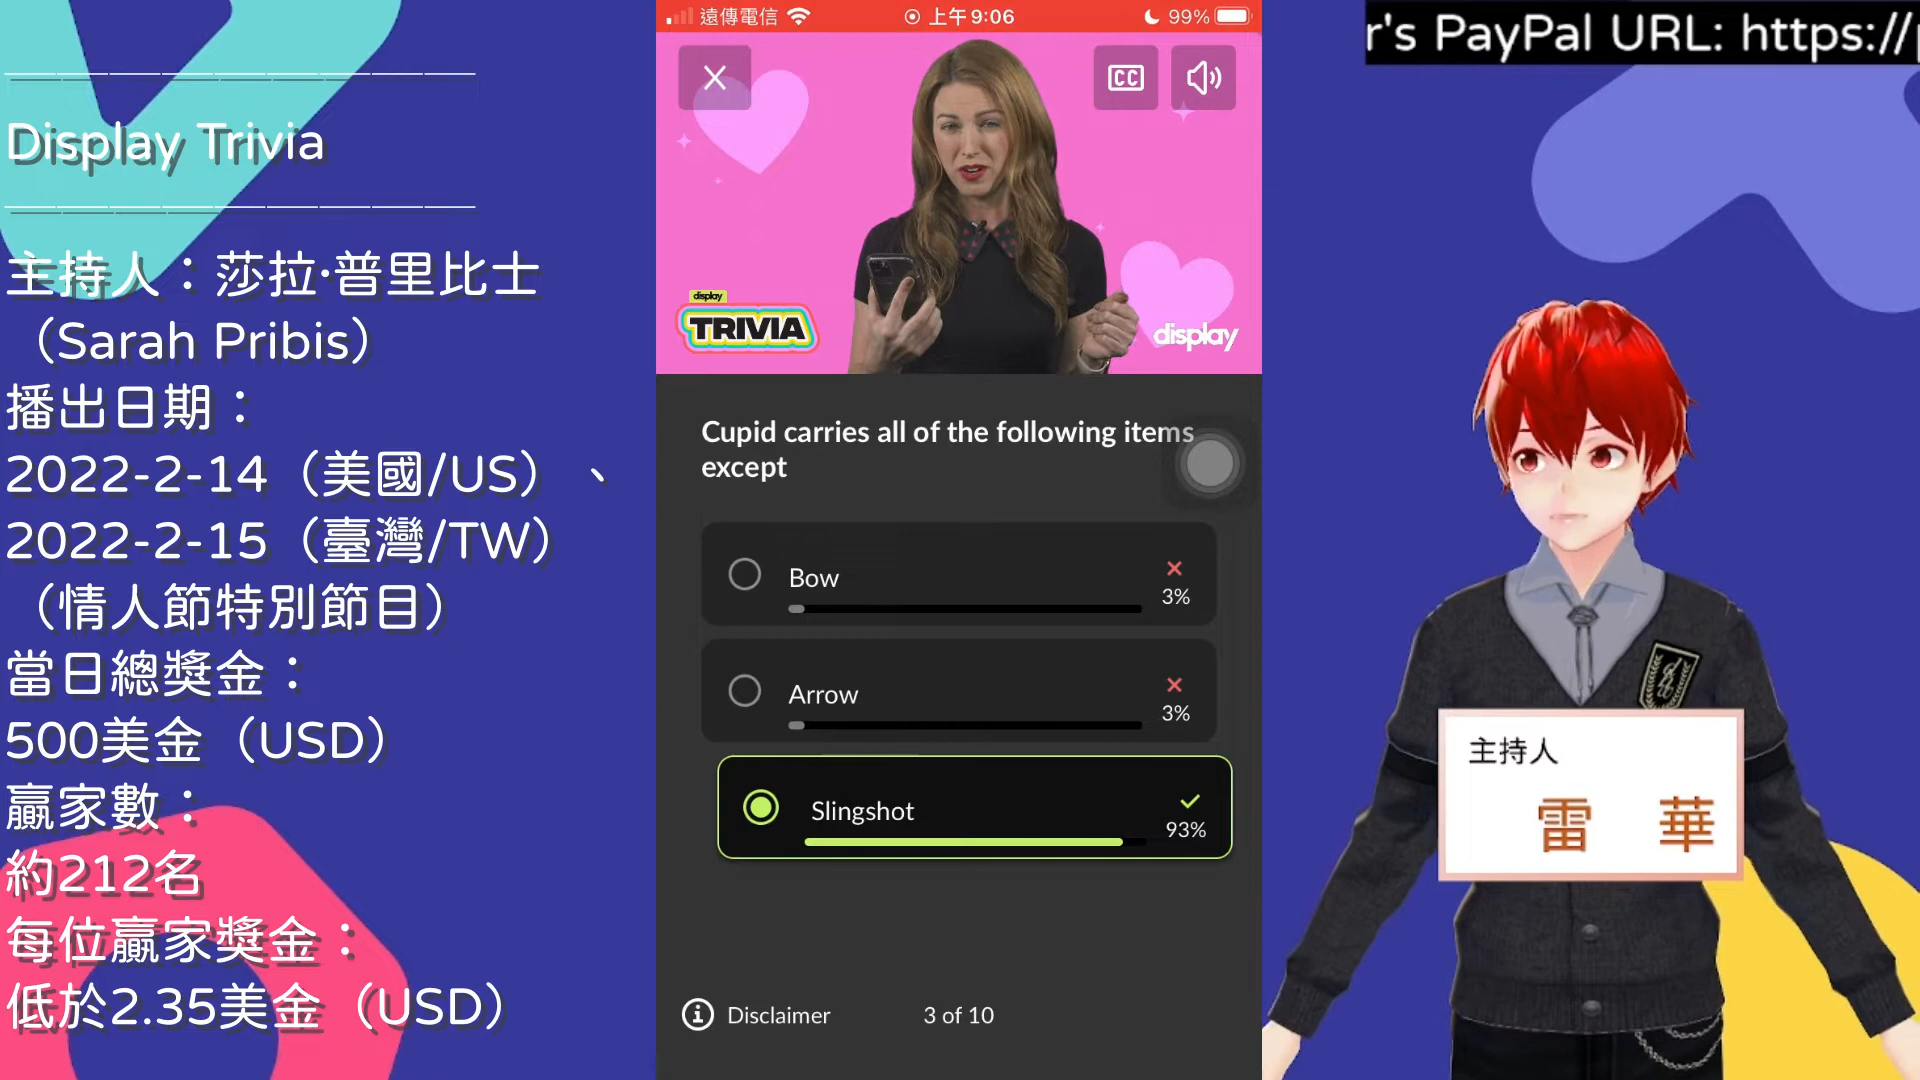 Display Trivia
主持人：莎拉·普里比士
（Sarah Pribis）
播出日期：
2022-2-14（美國/US）、
2022-2-15（臺灣/TW）
（情人節特別節目）
當日總獎金：
500美金（USD）
贏家數：
約212名
每位贏家獎金：
低於2.35美金（USD）
遠傳電信
上午9:06
99%
CC
display
TRIVIA
display
Cupid carries all of the following items
except
Bow
3%
Arrow
3%
Slingshot
93%
Disclaimer
3 of 10
r's PayPal URL: https://
主持人
雷 華